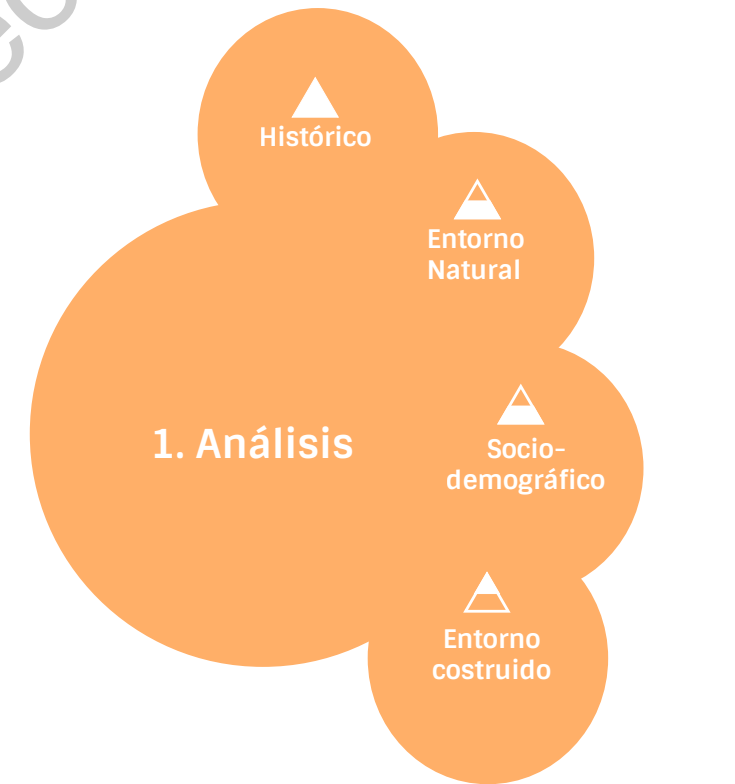 Histórico
Entorno
Natural
1. Análisis
Socio-
demográfico
Entorno
costruido